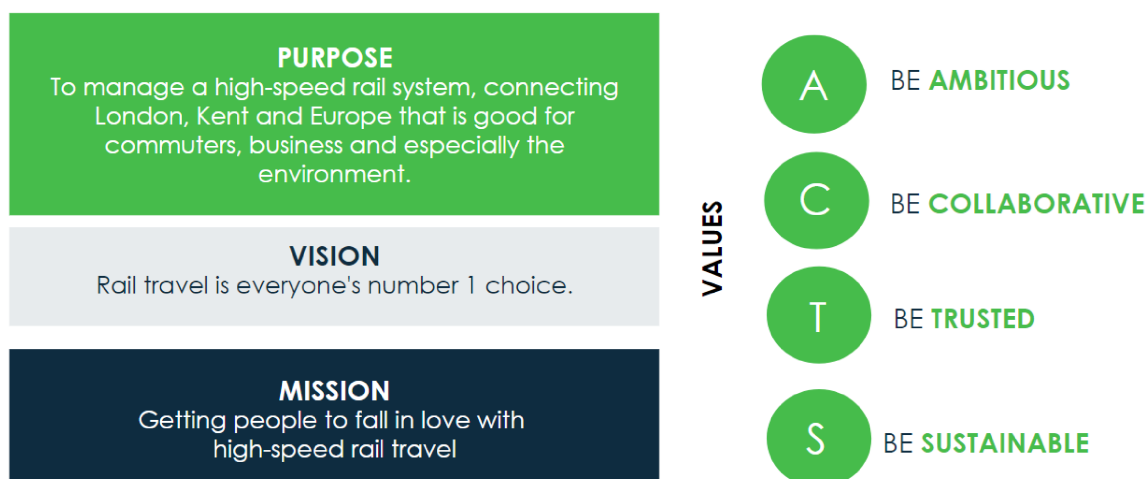 PURPOSE
To manage a high-speed rail system, connecting
London, Kent and Europe that is good for
commuters, business and especially the
environment.
VISION
Rail travel is everyone's number 1 choice.
MISSION
Getting people to fall in love with
high-speed rail travel
VALUES
A BE AMBITIOUS
C BE COLLABORATIVE
T BE TRUSTED
S BE SUSTAINABLE